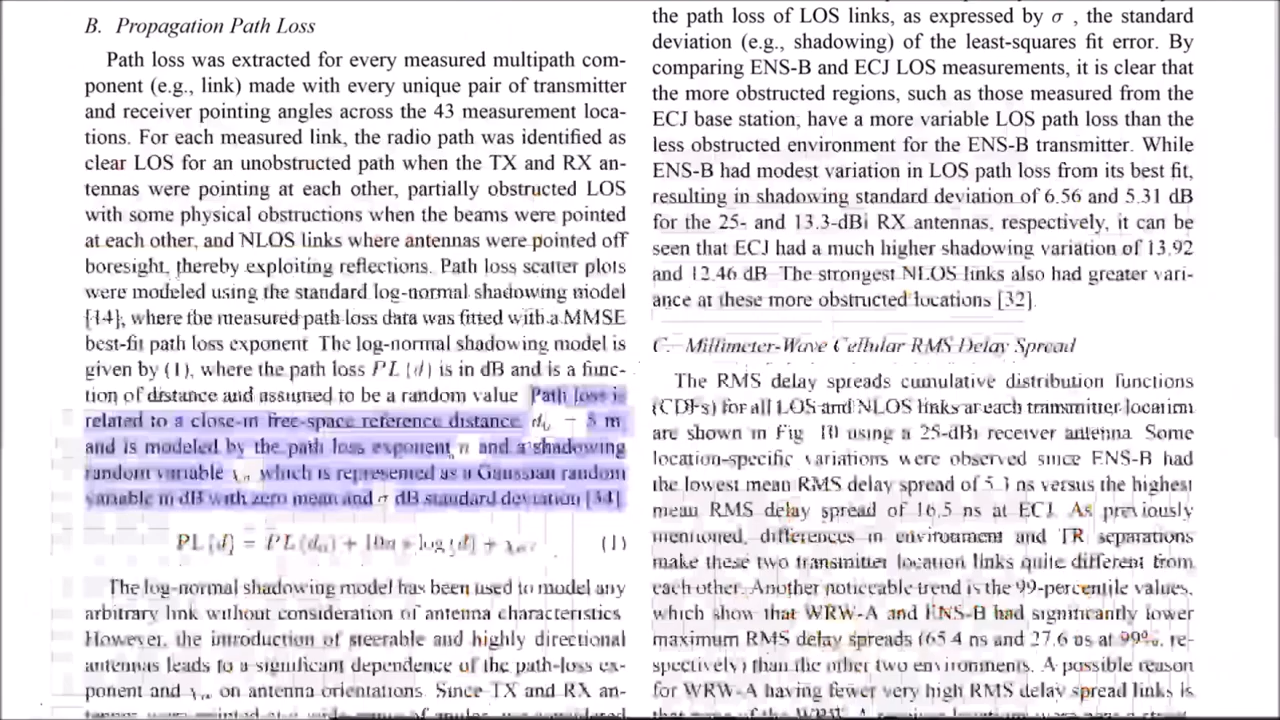 B. Propagation Path Loss
Path loss was extracted for every measured multipath com-
ponent (e.g., link) made with every unique pair of transmitter
and receiver pointing angles across the 43 measurement loca-
tions. For each measured link, the radio path was identified as
clear LOS for an unobstructed path when the TX and RX an-
tennas were pointing at each other, partially obstructed LOS
with some physical obstructions when the beams were pointed
at each other, and NLOS links where antennas were pointed off
boresight, thereby exploiting reflections. Path loss scatter plots
were modeled using the standard log-normal shadowing model
[14], where the measured path loss data was fitted with a MMSE
best-fit path loss exponent. The log-normal shadowing model is
given by (1), where the path loss PL(d) is in dB and is a func-
tion of distance and assumed to be a random value Path loss is
related to a close-in free-space reference distance
and is modeled by the path loss exponent n and a shadowing
random variable which is represented as a Gaussian random
variable in dB with zero mean and σ dB standard deviation
(1)
The log-normal shadowing model has been used to model any
arbitrary link without consideration of antenna characteristics
However, the introduction of steerable and highly directional
antennas leads to a significant dependence of the path-loss ex-
ponent and on antenna orientations. Since TX and RX an-
the path loss of LOS links, as expressed by σ , the standard
deviation (e.g., shadowing) of the least-squares fit error. By
comparing ENS-B and ECJ LOS measurements, it is clear that
the more obstructed regions, such as those measured from the
ECJ base station, have a more variable LOS path loss than the
less obstructed environment for the ENS-B transmitter. While
ENS-B had modest variation in LOS path loss from its best fit,
resulting in shadowing standard deviation of 6.56 and 5.31 dB
for the 25- and 13.3-dBi RX antennas, respectively, it can be
seen that ECJ had a much higher shadowing variation of 13.92
and 12.46 dB. The strongest NLOS links also had greater vari-
ance at these more obstructed locations [32].
C. Millimeter-Wave Cellular RMS Delay Spread
The RMS delay spreads cumulative distribution functions
(CDFs) for all LOS and NLOS links at each transmitter location
are shown in Fig. 10 using a 25-dBi receiver antenna. Some
location-specific variations were observed since ENS-B had
the lowest mean RMS delay spread of ns versus the highest
mean RMS delay spread of 16.5 ns at ECJ. As previously
mentioned, differences in environment and TR separations
make these two transmitter location links quite different from
each other. Another noticeable trend is the 99-percentile values,
which show that WRW-A and ENS-B had significantly lower
maximum RMS delay spreads (65.4 ns and 27.6 ns at 99%, re-
spectively) than the other two environments. A possible reason
for WRW-A having fewer very high RMS delay spread links is